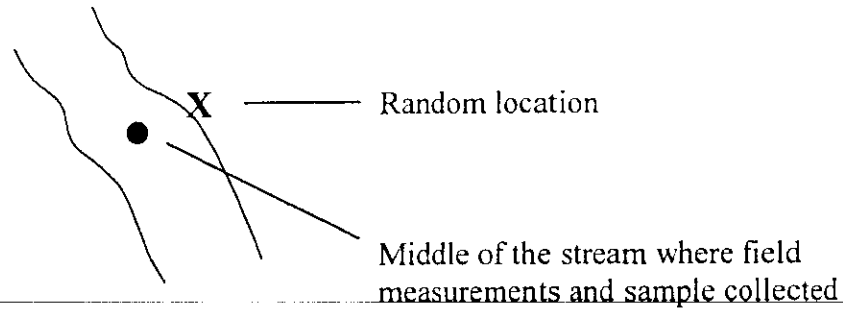 X
Random location
Middle of the stream where field
measurements and sample collected